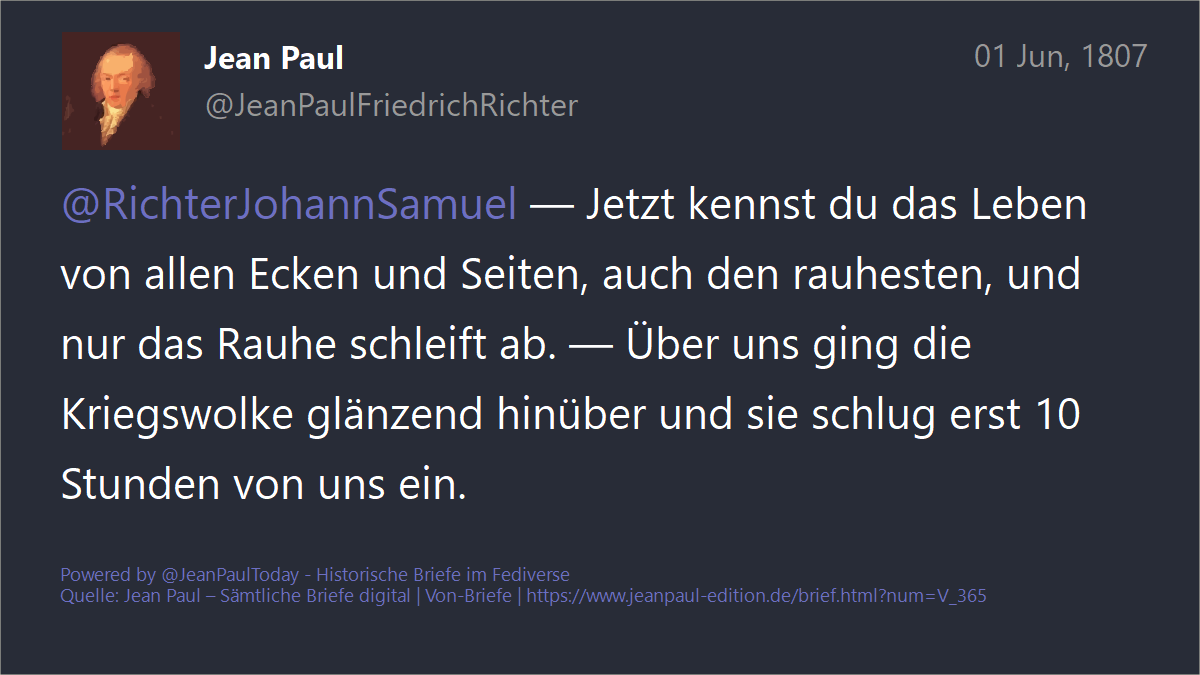 Jean Paul
01 Jun, 1807
@JeanPaulFriedrichRichter
@RichterJohannSamuel — Jetzt kennst du das Leben
von allen Ecken und Seiten, auch den rauhesten, und
nur das Rauhe schleift ab. — Über uns ging die
Kriegswolke glänzend hinüber und sie schlug erst 10
Stunden von uns ein.
Powered by @JeanPaulToday - Historische Briefe im Fediverse
Quelle: Jean Paul – Sämtliche Briefe digital | Von-Briefe | https://www.jeanpaul-edition.de/brief.html?num=V_365